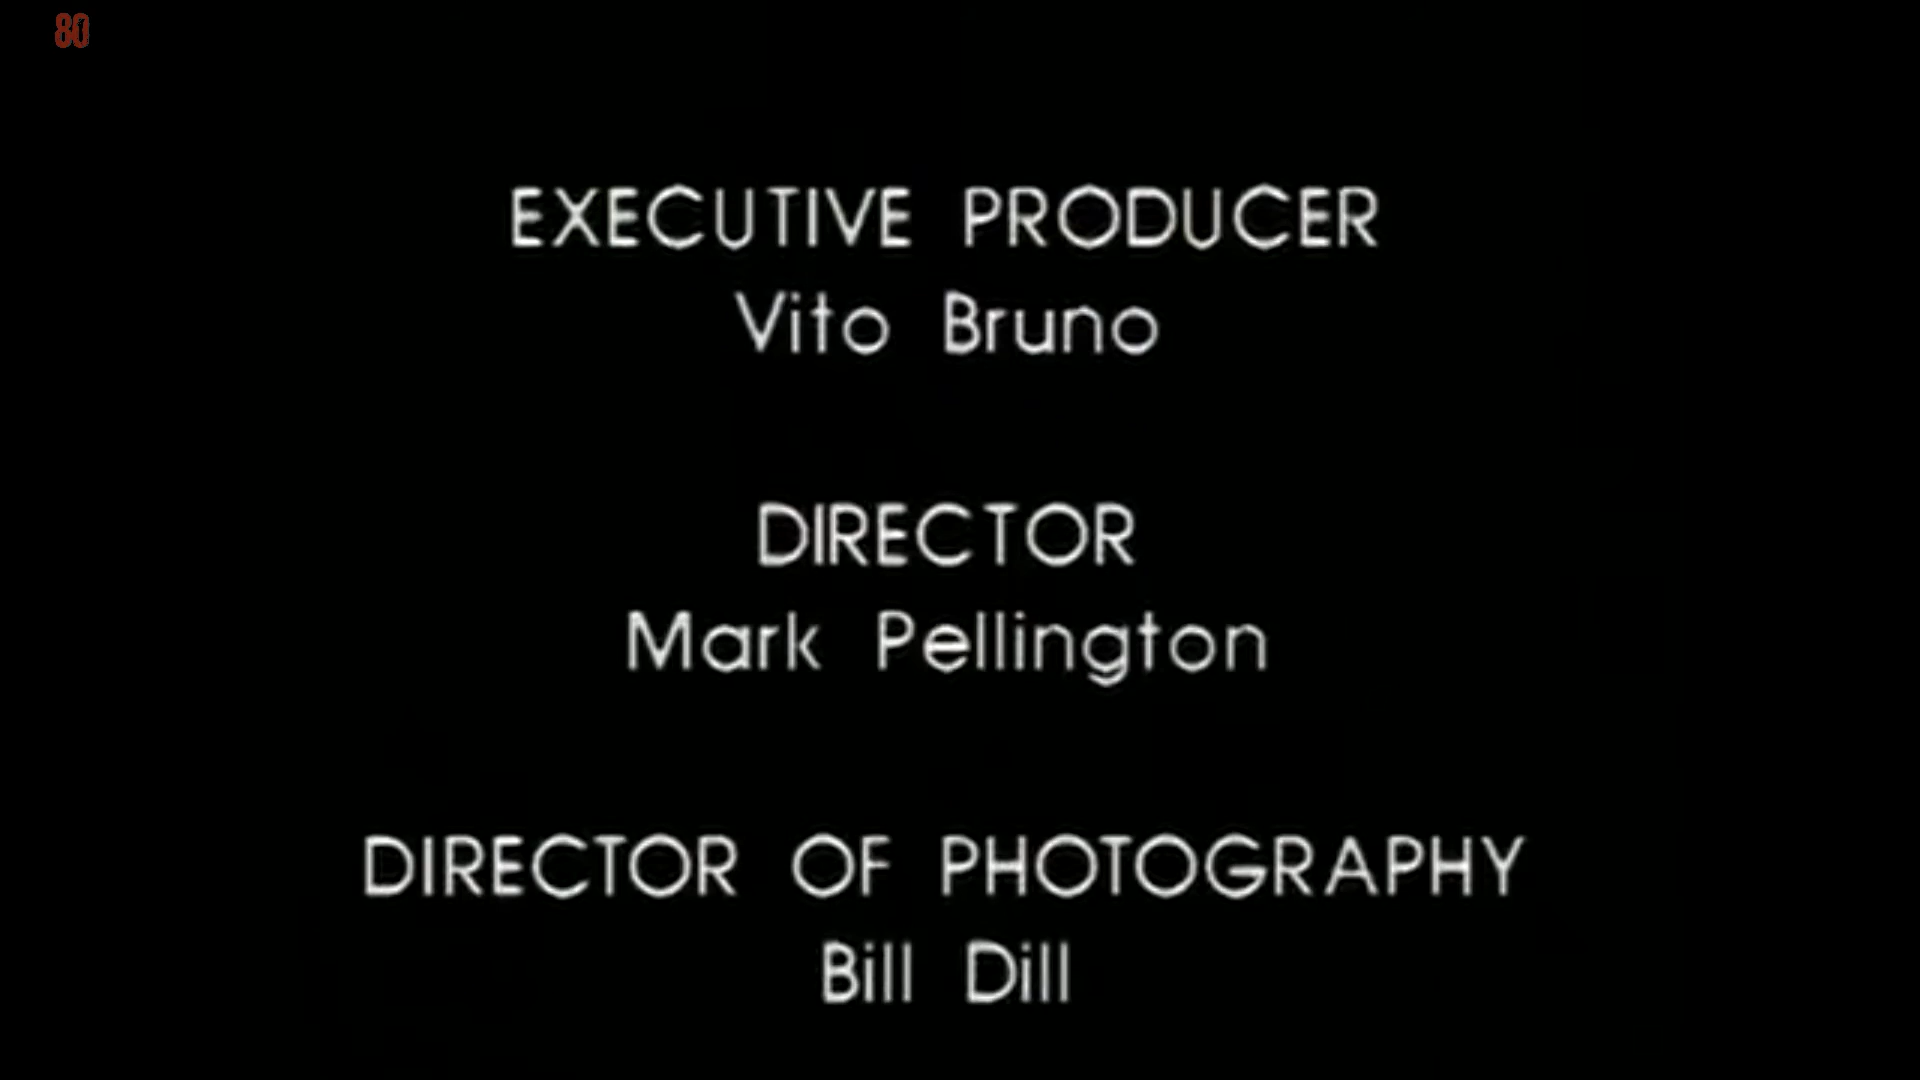 80
EXECUTIVE PRODUCER
Vito Bruno
DIRECTOR
Mark Pellington
DIRECTOR OF PHOTOGRAPHY
Bill Dill